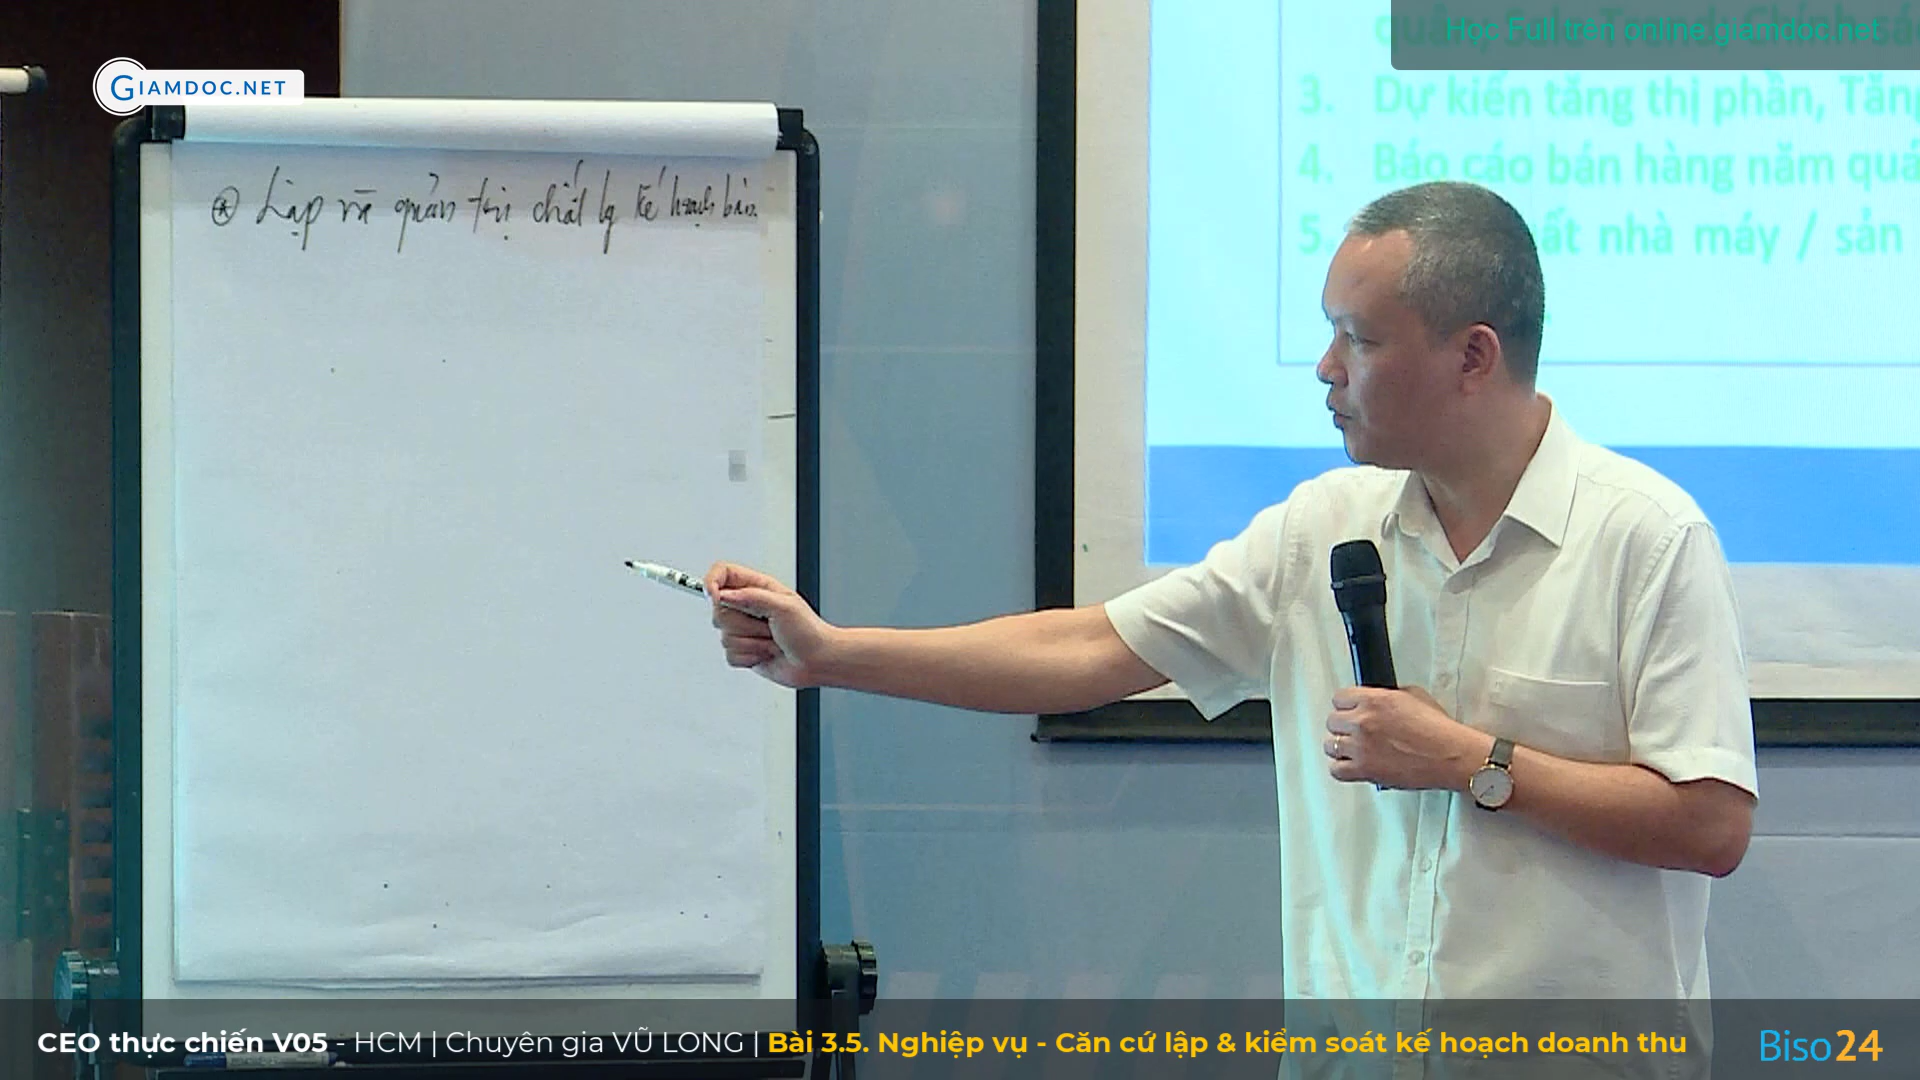 GIAMDOC.NET
Học Full trên online.giamdoc.net
Lập và quản trị chất lg kế hoạch bán.
3. Dự kiến tăng thị phần, Tăng
4. Báo cáo bán hàng năm quá
5. ất nhà máy / sản
CEO thực chiến V05 - HCM | Chuyên gia VŨ LONG | Bài 3.5. Nghiệp vụ - Căn cứ lập & kiểm soát kế hoạch doanh thu
Biso24